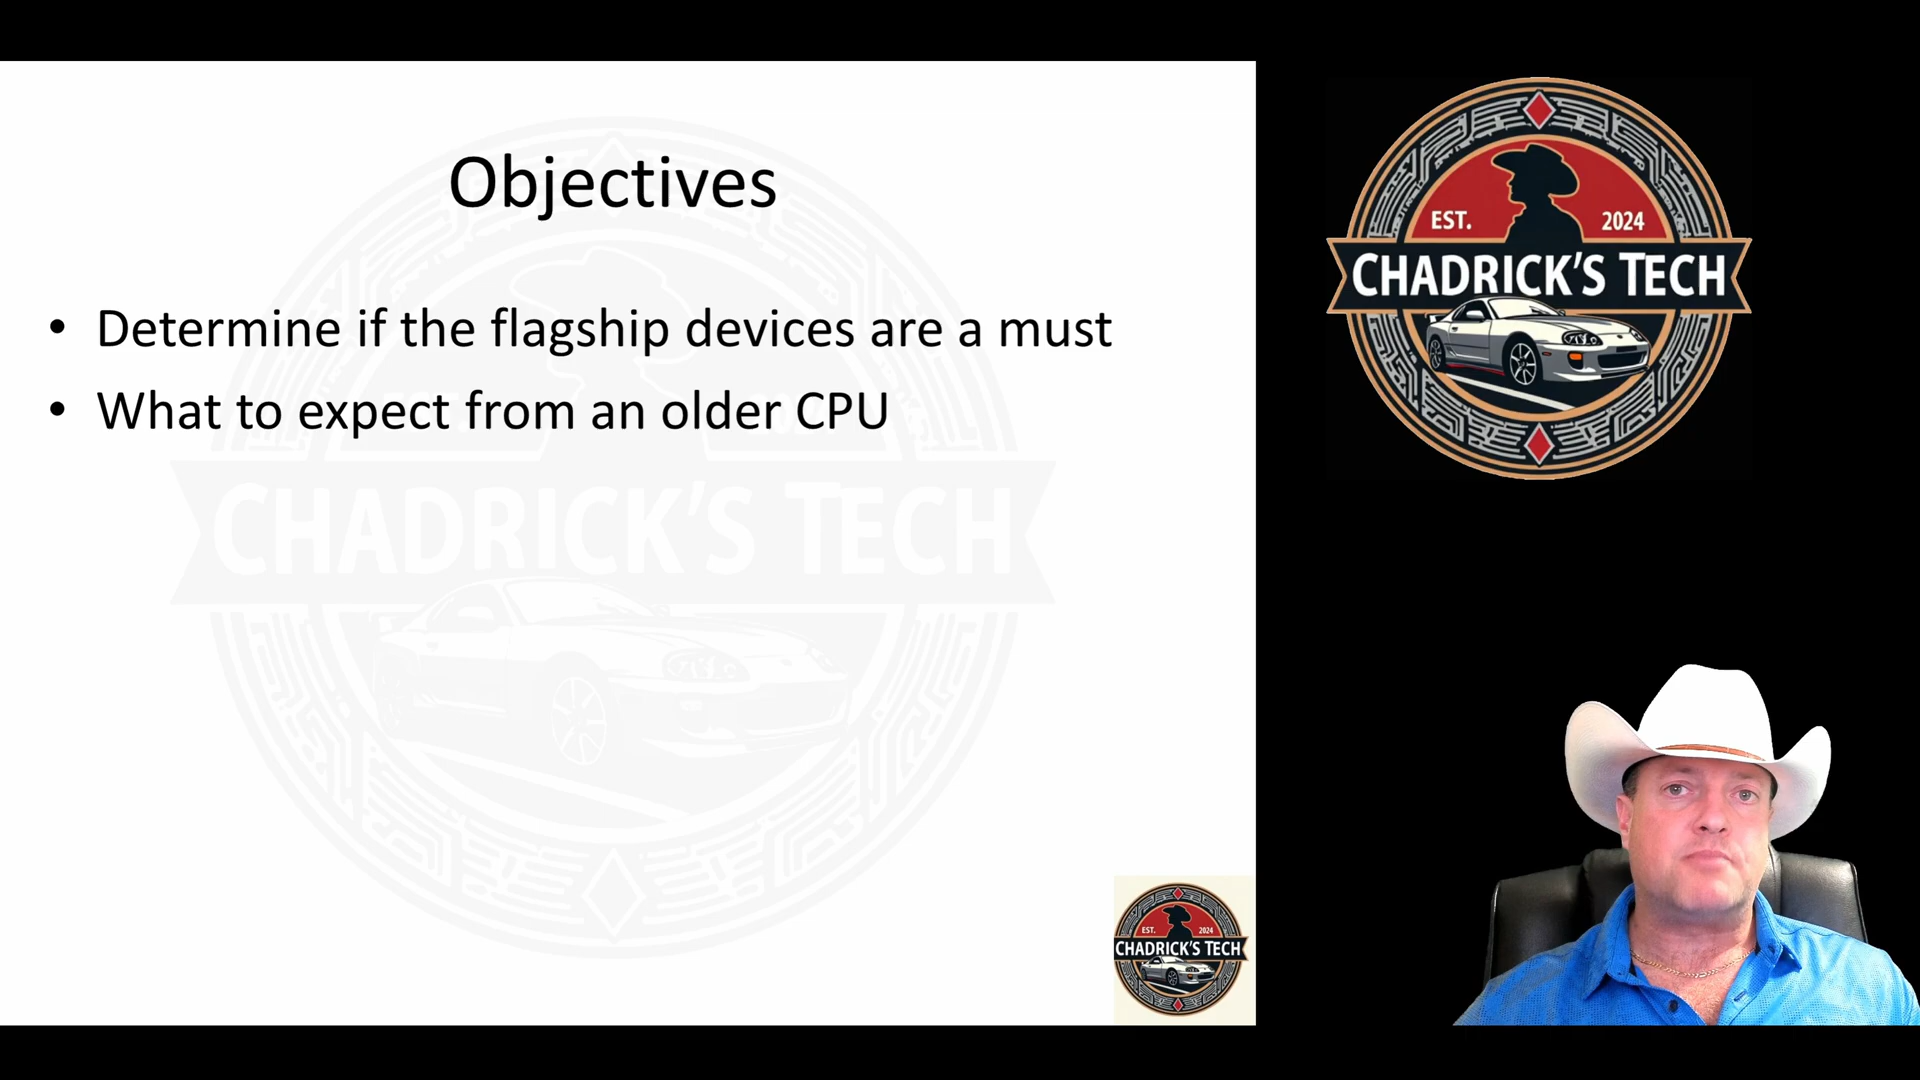 Objectives
• Determine if the flagship devices are a must
• What to expect from an older CPU
CHADRICK'S TECH
EST. 2024
CHADRICK'S TECH
EST. 2024
CHADRICK'S TECH